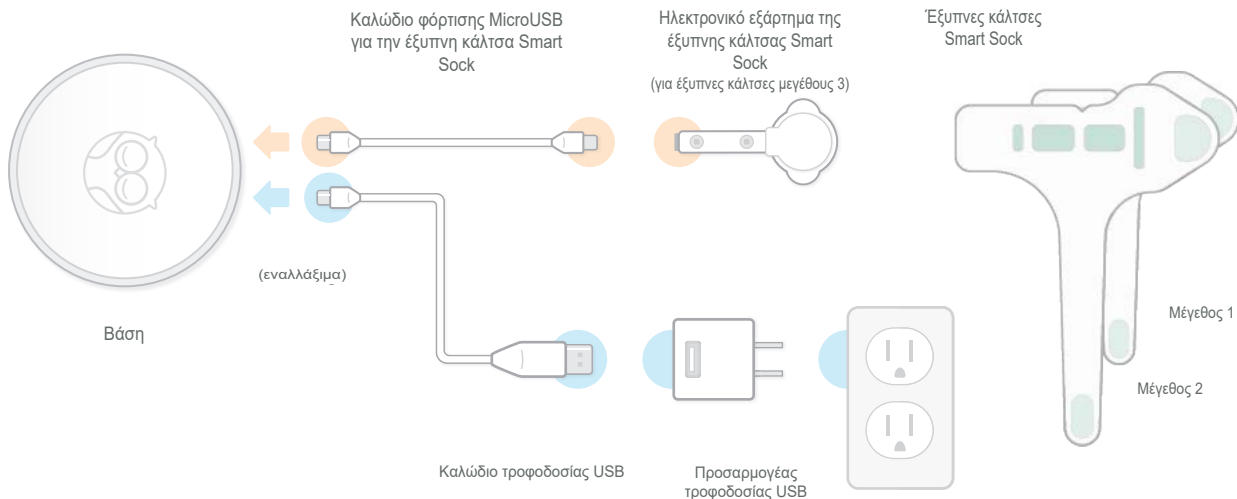 Καλώδιο φόρτισης MicroUSB
για την έξυπνη κάλτσα Smart
Sock
Ηλεκτρονικό εξάρτημα της
έξυπνης κάλτσας Smart
Sock
(για έξυπνες κάλτσες μεγέθους 3)
Έξυπνες κάλτσες
Smart Sock
(εναλλάξιμα)
Βάση
Μέγεθος 1
Μέγεθος 2
Καλώδιο τροφοδοσίας USB
Προσαρμογέας
τροφοδοσίας USB